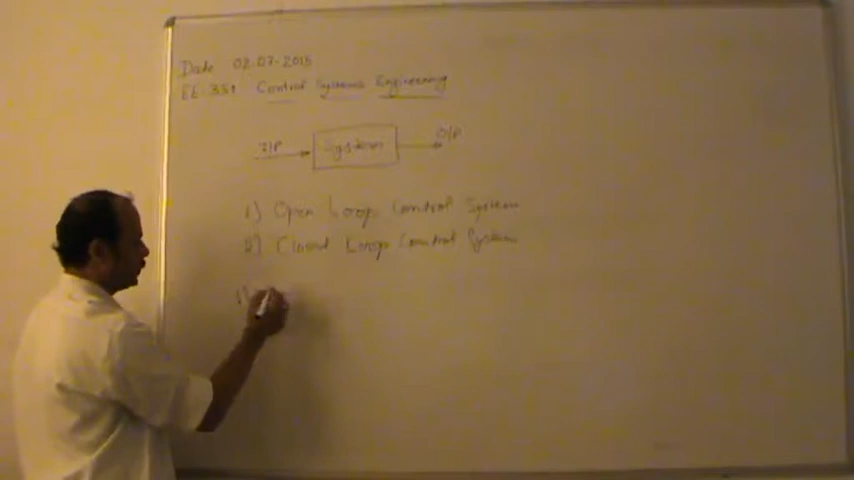 Date 02-07-2015
EE-351 Control Systems Engineering
I/P System O/P
1) Open Loop Control System
2) Closed Loop Control System
1)